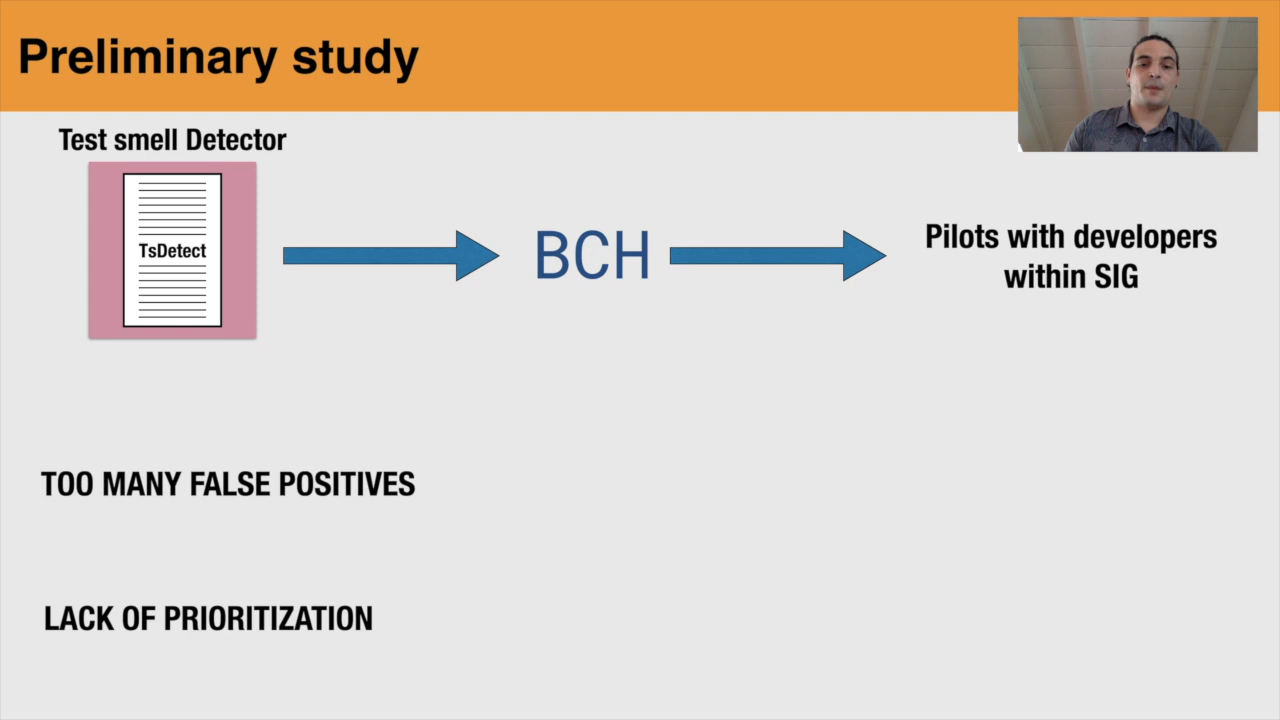 Preliminary study
Test smell Detector
TsDetect
BCH
Pilots with developers
within SIG
TOO MANY FALSE POSITIVES
LACK OF PRIORITIZATION